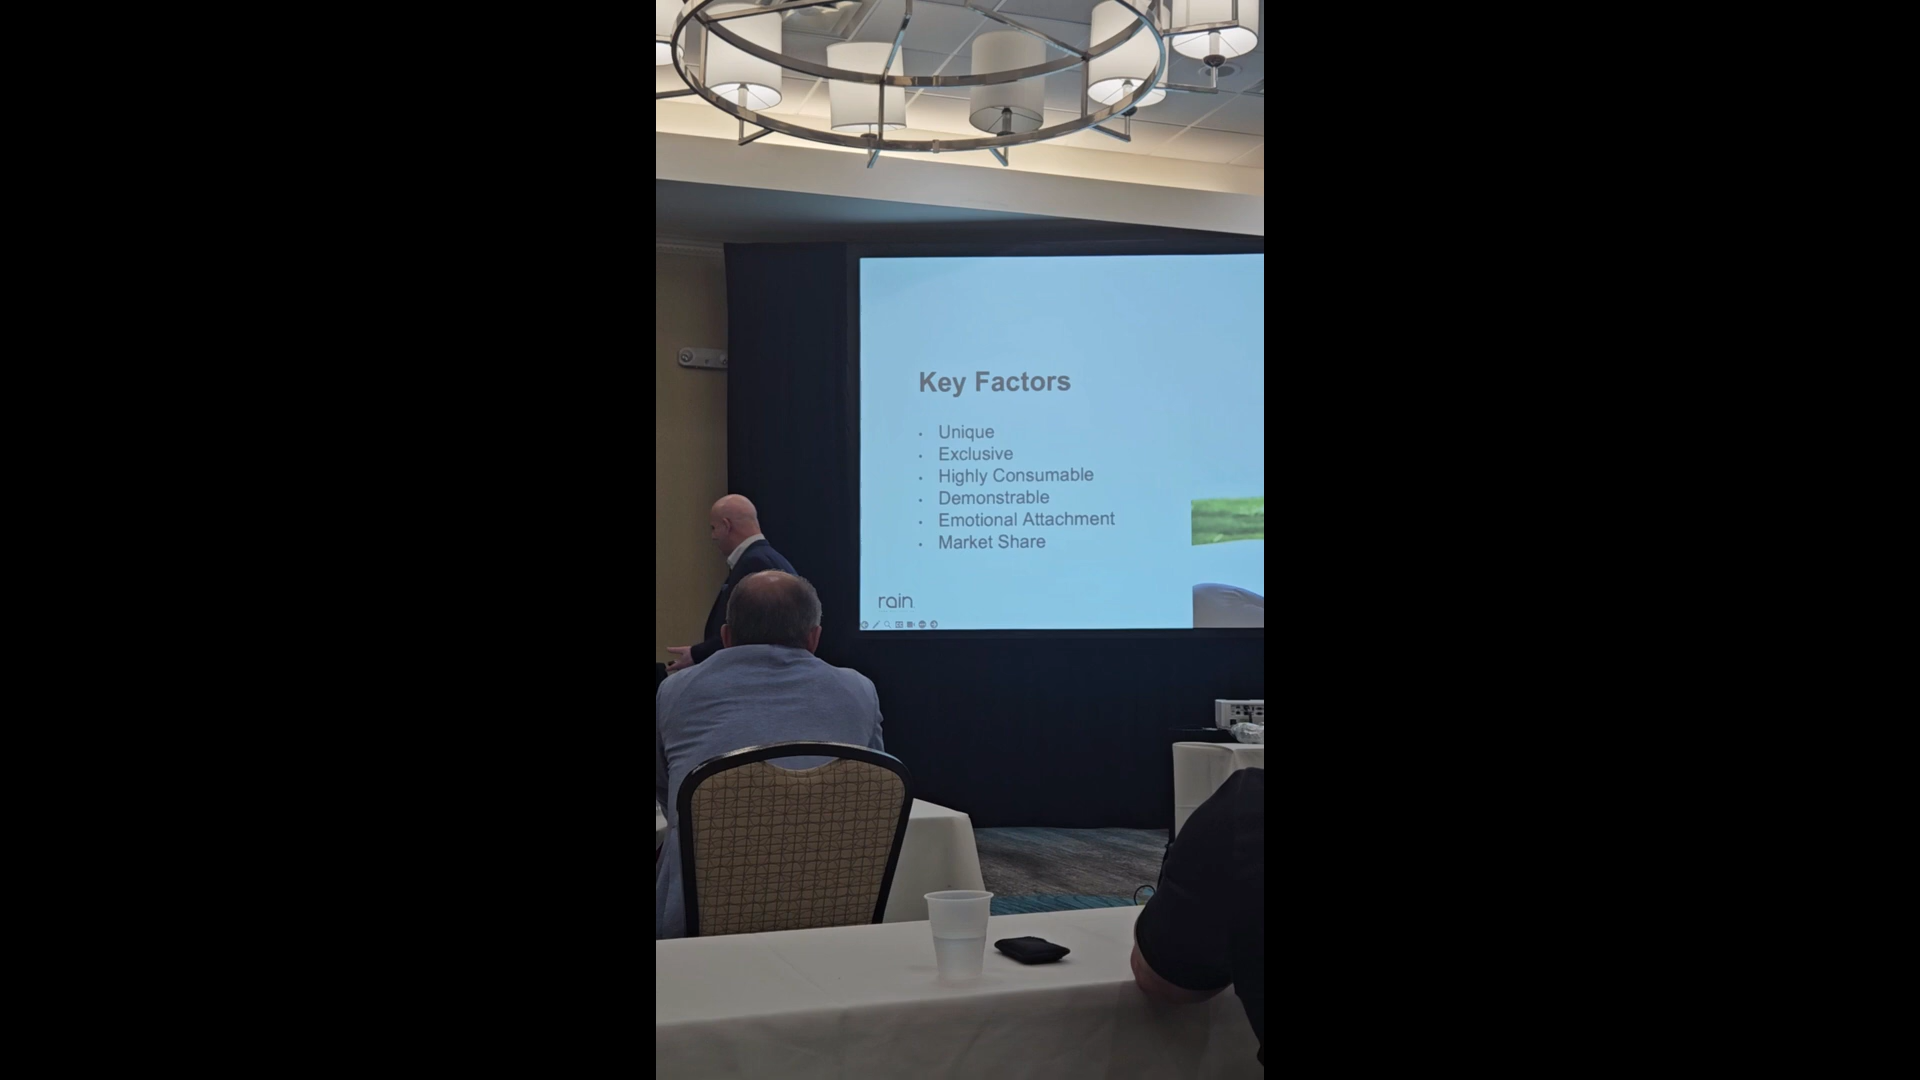 Key Factors
• Unique
• Exclusive
• Highly Consumable
• Demonstrable
• Emotional Attachment
• Market Share
rain